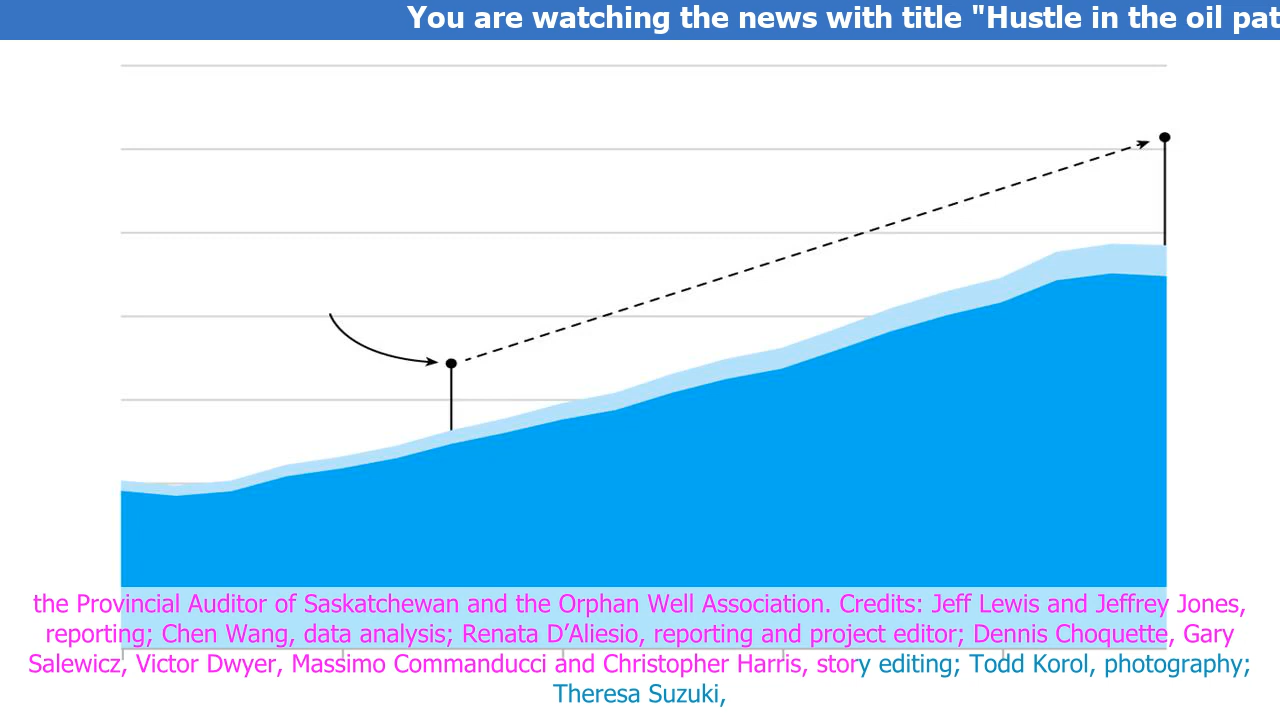 You are watching the news with title "Hustle in the oil pat
the Provincial Auditor of Saskatchewan and the Orphan Well Association. Credits: Jeff Lewis and Jeffrey Jones,
reporting; Chen Wang, data analysis; Renata D’Aliesio, reporting and project editor; Dennis Choquette, Gary
Salewicz, Victor Dwyer, Massimo Commanducci and Christopher Harris, story editing; Todd Korol, photography;
Theresa Suzuki,